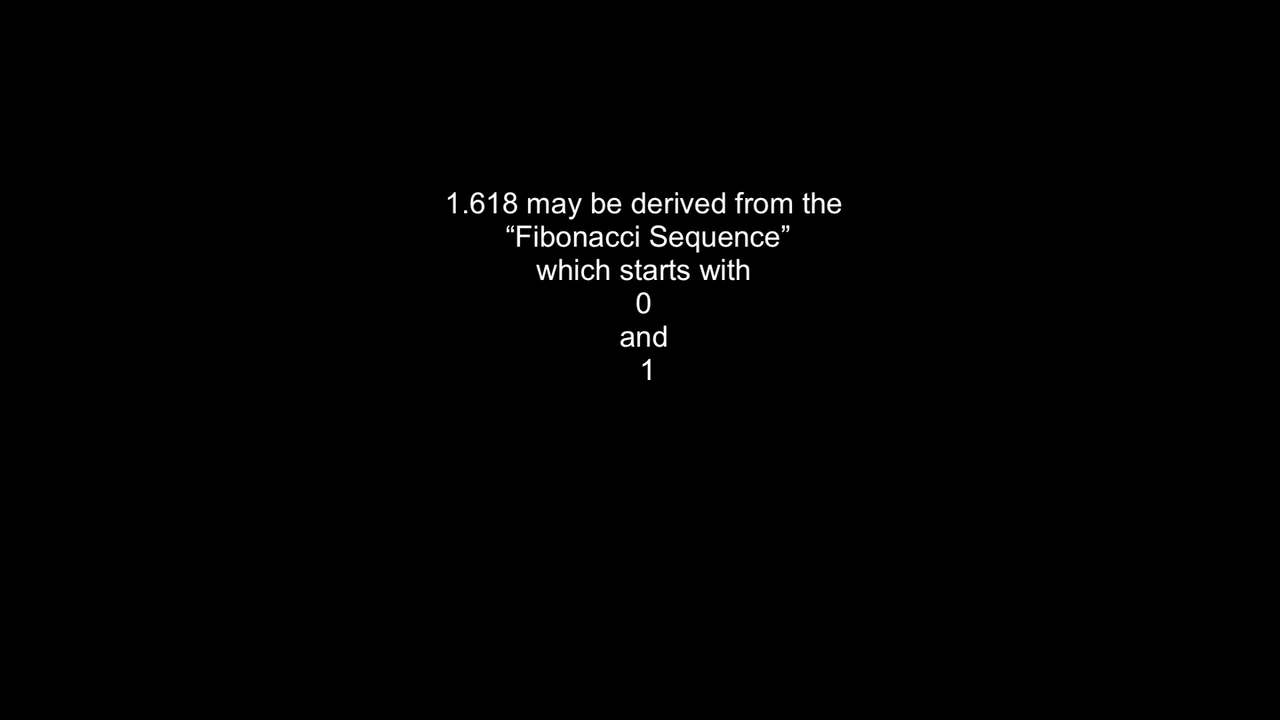 1.618 may be derived from the
“Fibonacci Sequence”
which starts with
0
and
1